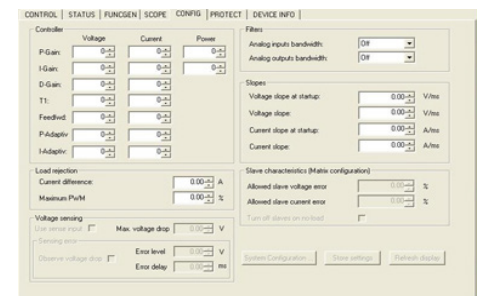 CONTROL STATUS FUNCGEN SCOPE CONFIG PROTECT DEVICE INFO
Controller
Voltage Current Power
P-Gain: 0 0 0
I-Gain: 0 0 0
D-Gain: 0 0
T1: 0 0
Feedfwd: 0 0
P-Adaptiv 0 0
I-Adaptiv: 0 0
Load rejection
Current difference: 0.00 A
Maximum PWM 0.00 %
Voltage sensing
Use sense input Max. voltage drop 0.00 V
Sensing error
Observe voltage drop Error level 0.00 V
Error delay 0.00 ms
Filters
Analog inputs bandwidth: Off
Analog outputs bandwidth: Off
Slopes
Voltage slope at startup: 0.00 V/ms
Voltage slope: 0.00 V/ms
Current slope at startup: 0.00 A/ms
Current slope: 0.00 A/ms
Slave characteristics (Matrix configuration)
Allowed slave voltage error 0.00 %
Allowed slave current error 0.00 %
Turn off slaves on no-load
System Configuration Store settings Refresh display